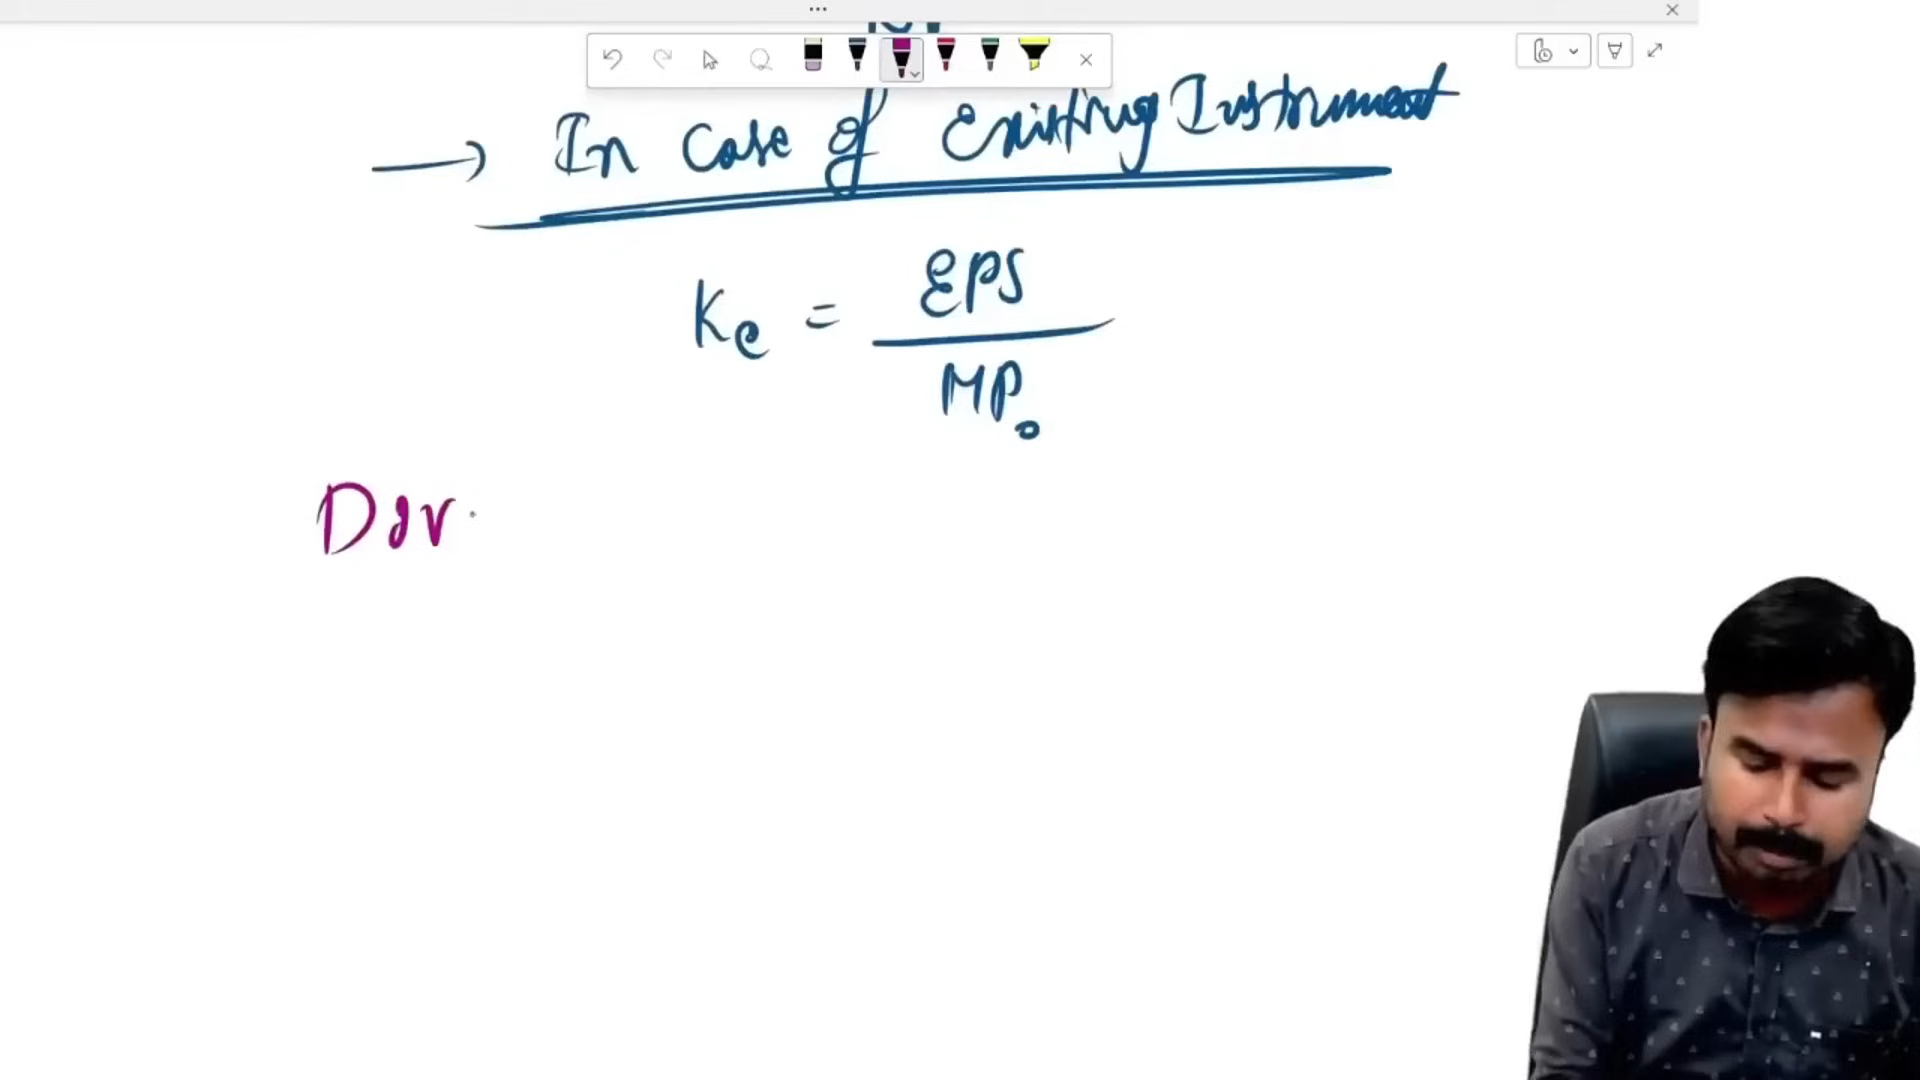 → In Case of Existing Instrument
Ke = EPS
MP0
Div